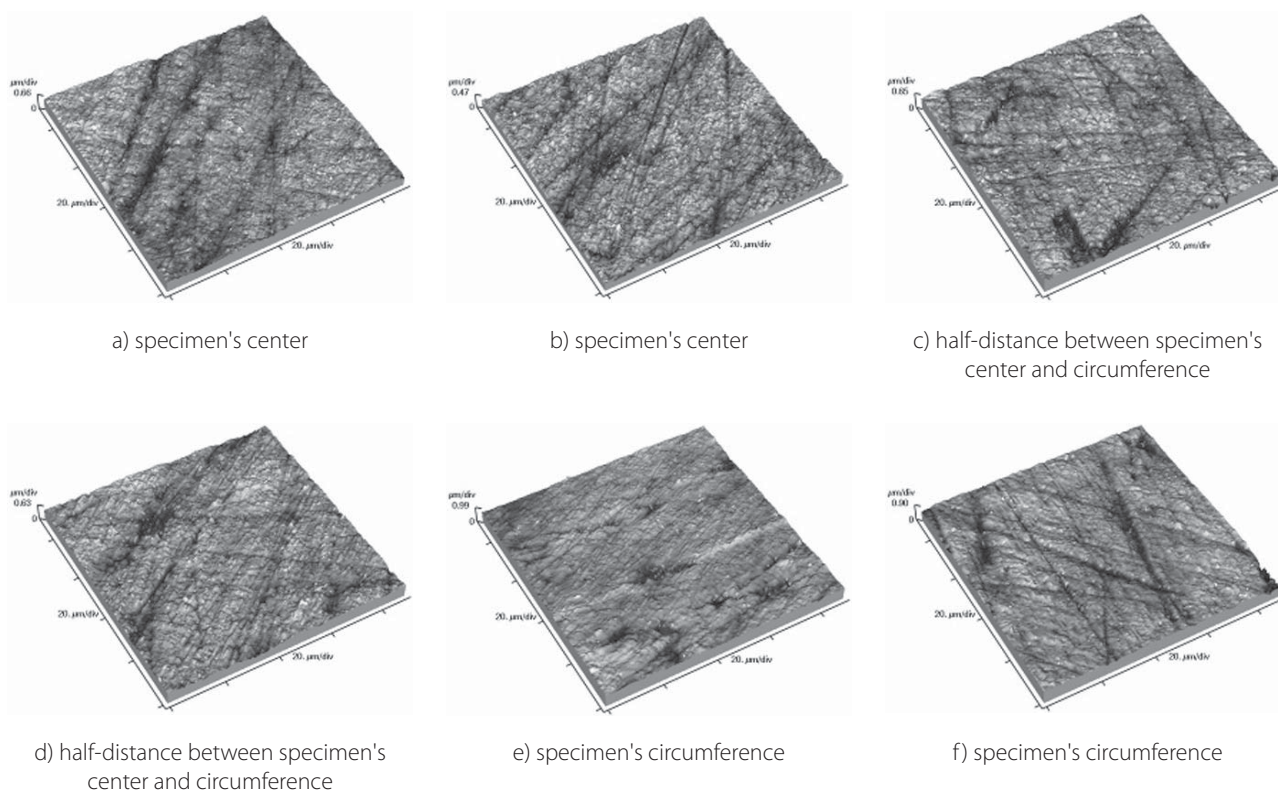 µm/div
0.66
0
20. µm/div
20. µm/div
a) specimen's center
µm/div
0.47
0
20. µm/div
20. µm/div
b) specimen's center
µm/div
0.65
0
20. µm/div
20. µm/div
c) half-distance between specimen's
center and circumference
µm/div
0.63
0
20. µm/div
20. µm/div
d) half-distance between specimen's
center and circumference
µm/div
0.99
0
20. µm/div
20. µm/div
e) specimen's circumference
µm/div
0.90
0
20. µm/div
20. µm/div
f) specimen's circumference